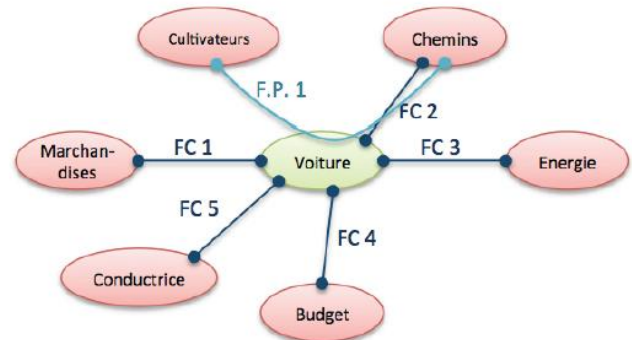 Cultivateurs
Chemins
F.P. 1
FC 2
Marchan-
dises
FC 1
Voiture
FC 3
Energie
FC 5
FC 4
Conductrice
Budget